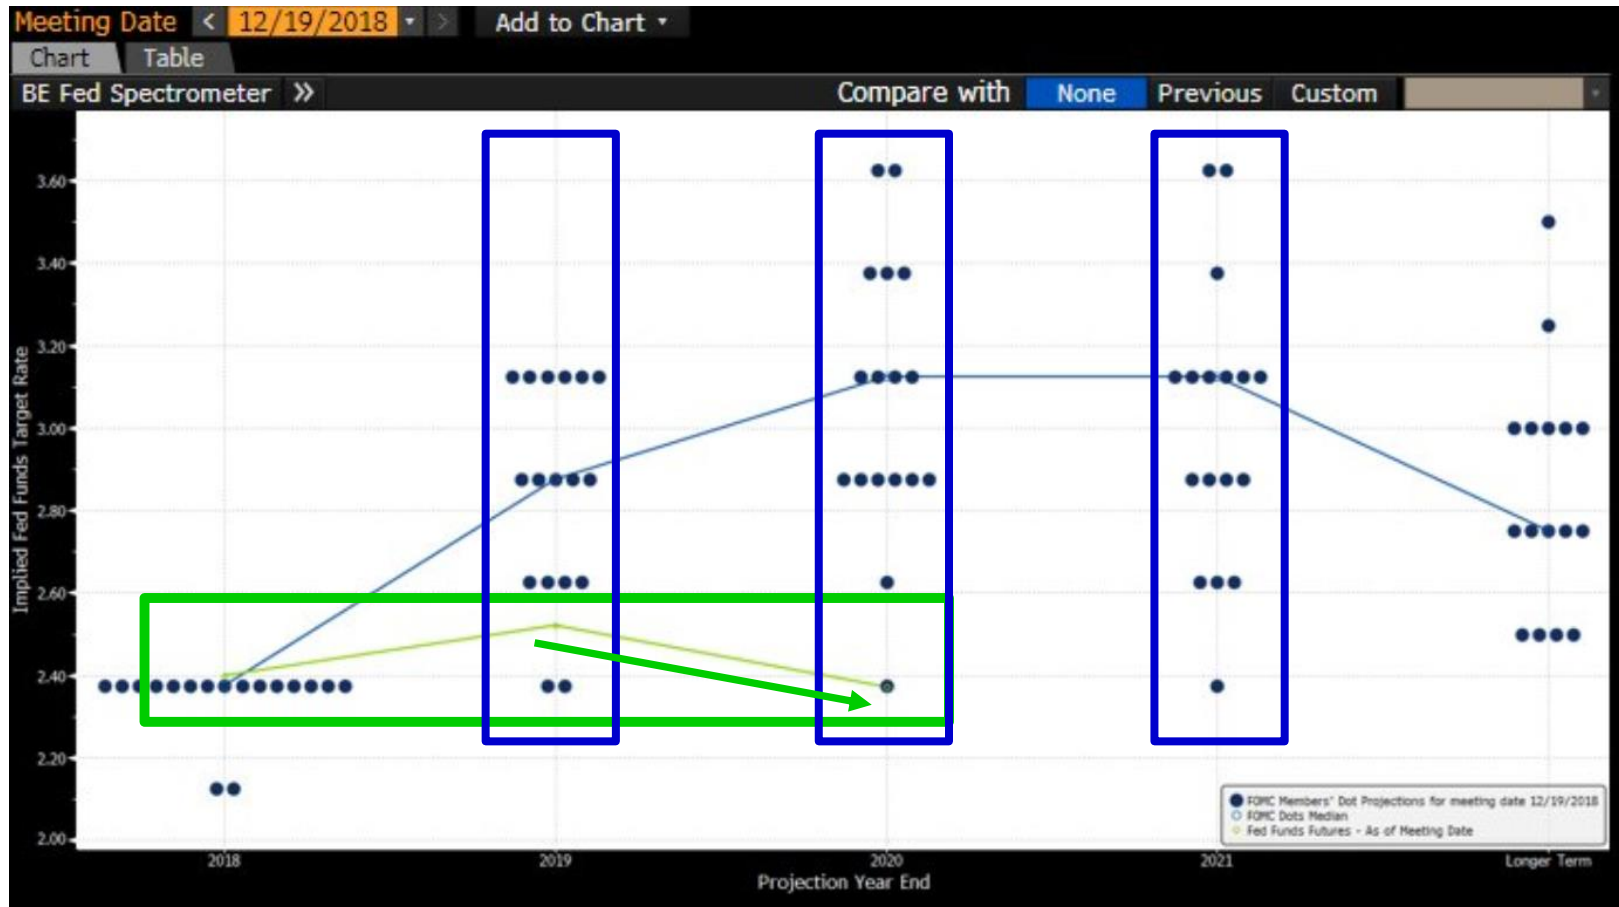 Meeting Date < 12/19/2018 > Add to Chart
Chart Table
BE Fed Spectrometer » Compare with None Previous Custom
Implied Fed Funds Target Rate
3.60
3.40
3.20
3.00
2.80
2.60
2.40
2.20
2.00
FOMC Members' Dot Projections for meeting date 12/19/2018
FOMC Dots Median
Fed Funds Futures - As of Meeting Date
2018 2019 2020 2021 Longer Term
Projection Year End